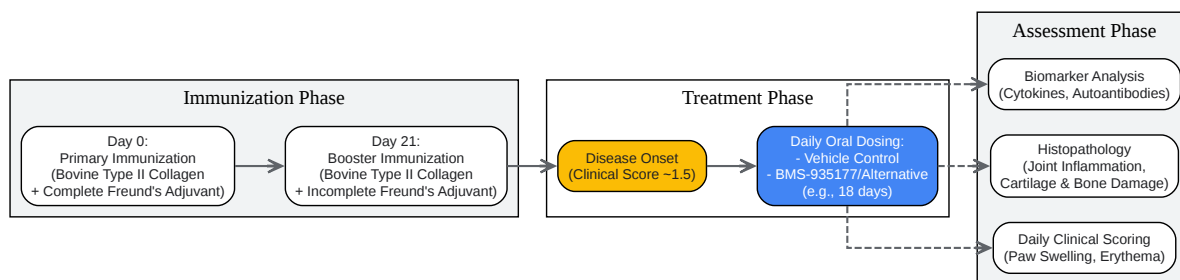 Immunization Phase
Day 0:
Primary Immunization
(Bovine Type II Collagen
+ Complete Freund's Adjuvant)
Day 21:
Booster Immunization
(Bovine Type II Collagen
+ Incomplete Freund's Adjuvant)
Treatment Phase
Disease Onset
(Clinical Score ~1.5)
Daily Oral Dosing:
- Vehicle Control
- BMS-935177/Alternative
(e.g., 18 days)
Assessment Phase
Biomarker Analysis
(Cytokines, Autoantibodies)
Histopathology
(Joint Inflammation,
Cartilage & Bone Damage)
Daily Clinical Scoring
(Paw Swelling, Erythema)